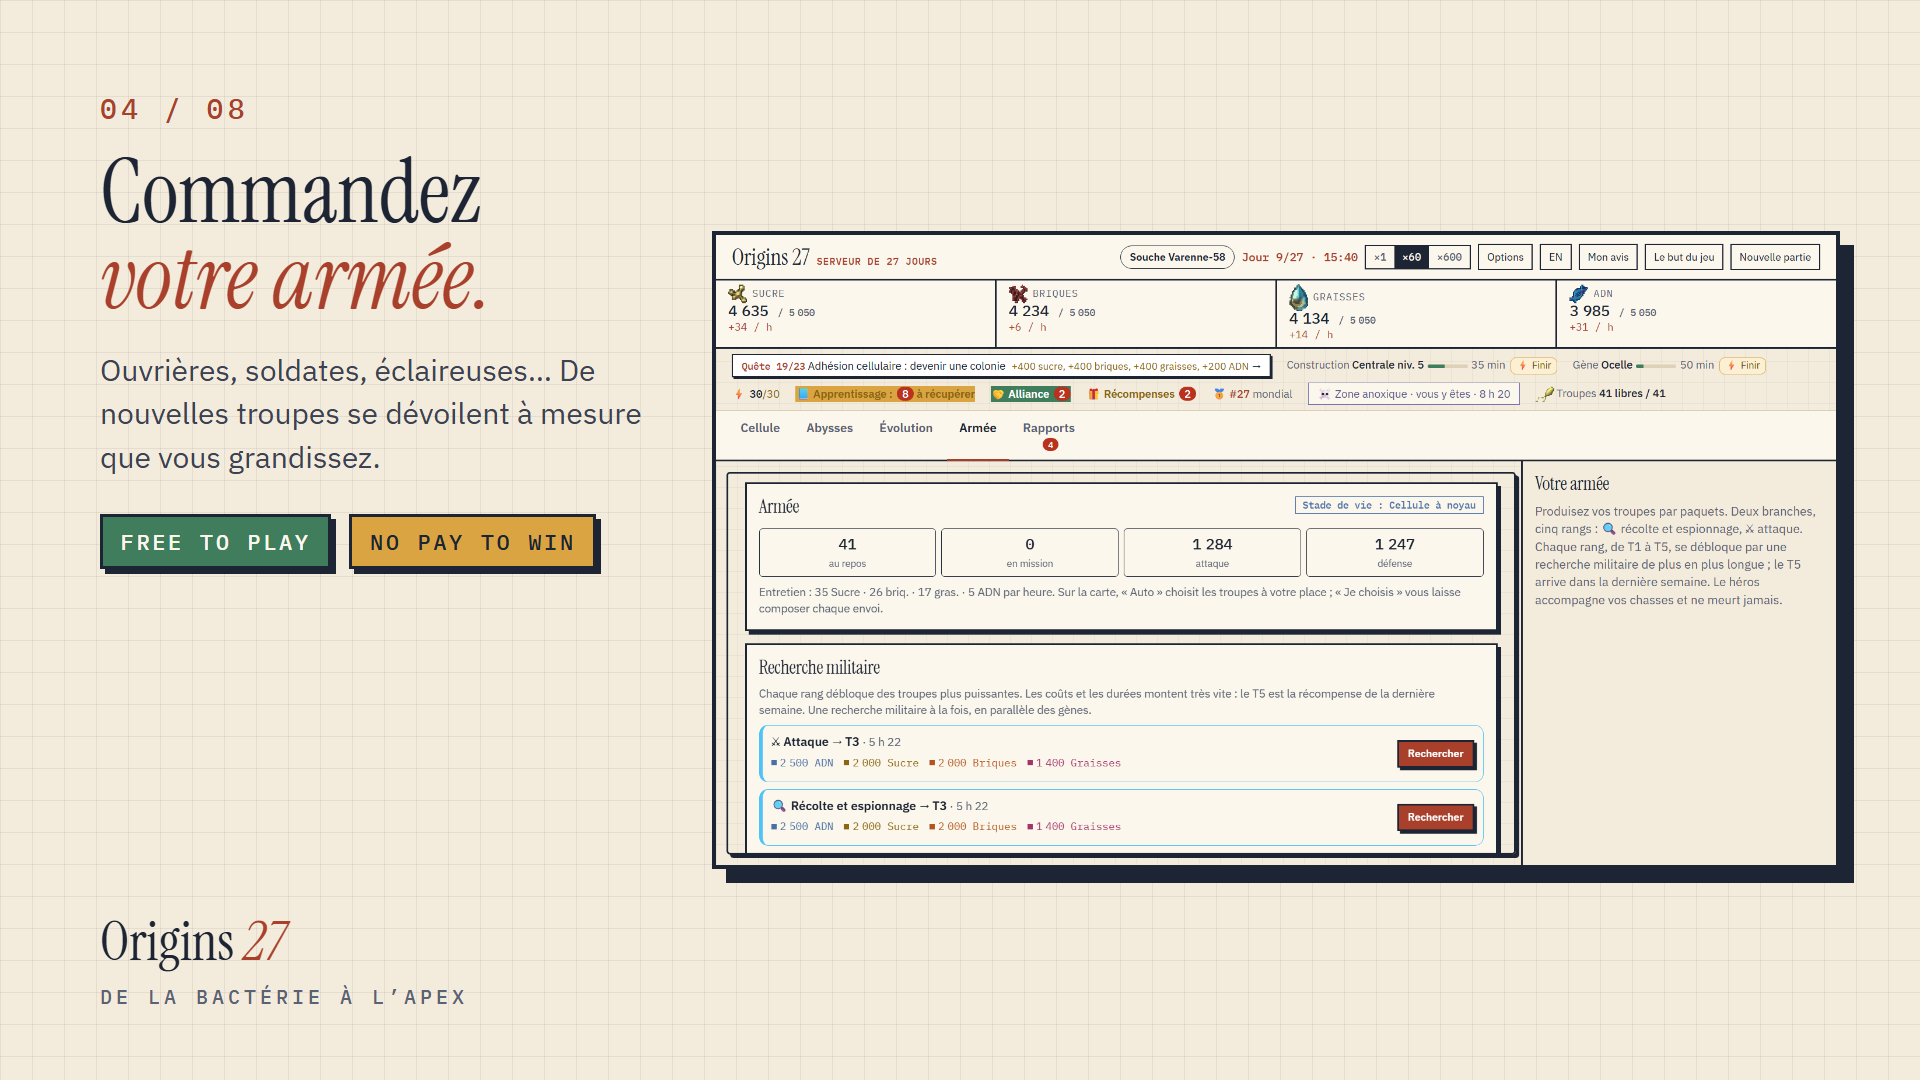 04 / 08
Commandez
votre armée.
Ouvrières, soldates, éclaireuses… De
nouvelles troupes se dévoilent à mesure
que vous grandissez.
FREE TO PLAY
NO PAY TO WIN
Origins 27
DE LA BACTÉRIE À L’APEX
Origins 27 SERVEUR DE 27 JOURS
Souche Varenne-58 Jour 9/27 · 15:40 ×1 ×60 ×600 Options EN Mon avis Le but du jeu Nouvelle partie
SUCRE
4 635 / 5 050
+34 / h
BRIQUES
4 234 / 5 050
+6 / h
GRAISSES
4 134 / 5 050
+14 / h
ADN
3 985 / 5 050
+31 / h
Quête 19/23 Adhésion cellulaire : devenir une colonie +400 sucre, +400 briques, +400 graisses, +200 ADN →
Construction Centrale niv. 5 35 min Finir
Gène Ocelle 50 min Finir
30/30 Apprentissage : 8 à récupérer Alliance 2 Récompenses 2 #27 mondial Zone anoxique · vous y êtes · 8 h 20 Troupes 41 libres / 41
Cellule Abysses Évolution Armée Rapports
4
Armée
Stade de vie : Cellule à noyau
41
au repos
0
en mission
1 284
attaque
1 247
défense
Entretien : 35 Sucre · 26 briq. · 17 gras. · 5 ADN par heure. Sur la carte, « Auto » choisit les troupes à votre place ; « Je choisis » vous laisse
composer chaque envoi.
Recherche militaire
Chaque rang débloque des troupes plus puissantes. Les coûts et les durées montent très vite : le T5 est la récompense de la dernière
semaine. Une recherche militaire à la fois, en parallèle des gènes.
⚔ Attaque → T3 · 5 h 22
2 500 ADN 2 000 Sucre 2 000 Briques 1 400 Graisses
Rechercher
🔍 Récolte et espionnage → T3 · 5 h 22
2 500 ADN 2 000 Sucre 2 000 Briques 1 400 Graisses
Rechercher
Votre armée
Produisez vos troupes par paquets. Deux branches,
cinq rangs : 🔍 récolte et espionnage, ⚔ attaque.
Chaque rang, de T1 à T5, se débloque par une
recherche militaire de plus en plus longue ; le T5
arrive dans la dernière semaine. Le héros
accompagne vos chasses et ne meurt jamais.